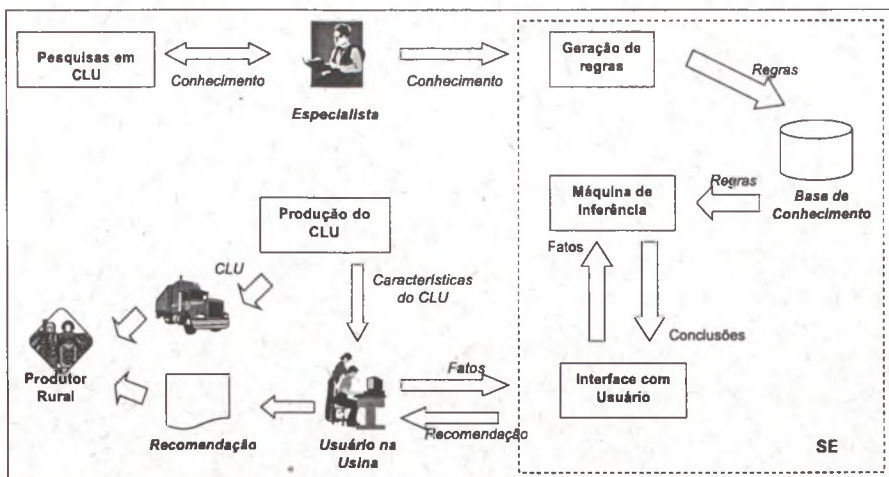 Pesquisas em
CLU
Conhecimento
Especialista
Conhecimento
Geração de
regras
Regras
Base de
Conhecimento
Regras
Máquina de
Inferência
Fatos
Conclusões
Interface com
Usuário
SE
Produção do
CLU
CLU
Características
do CLU
Produtor
Rural
Recomendação
Usuário na
Usina
Fatos
Recomendação